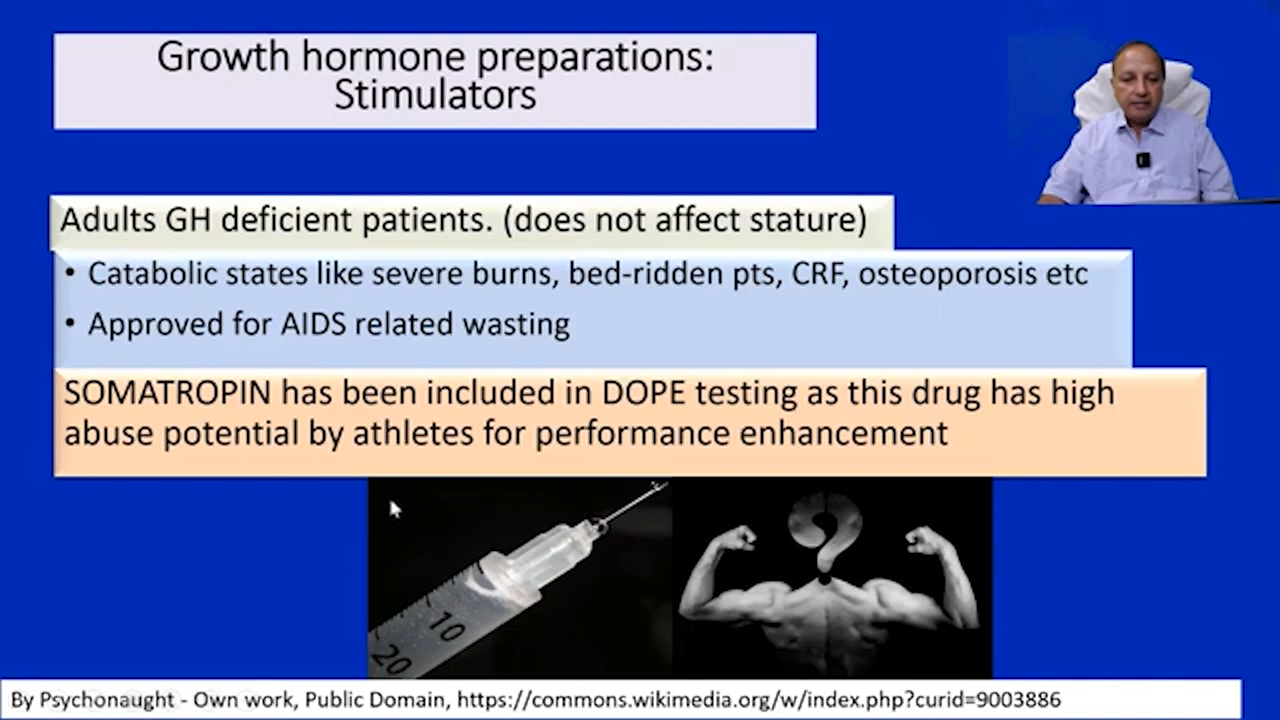 Growth hormone preparations:
Stimulators
Adults GH deficient patients. (does not affect stature)
• Catabolic states like severe burns, bed-ridden pts, CRF, osteoporosis etc
• Approved for AIDS related wasting
SOMATROPIN has been included in DOPE testing as this drug has high
abuse potential by athletes for performance enhancement
10
20
By Psychonaught - Own work, Public Domain, https://commons.wikimedia.org/w/index.php?curid=9003886